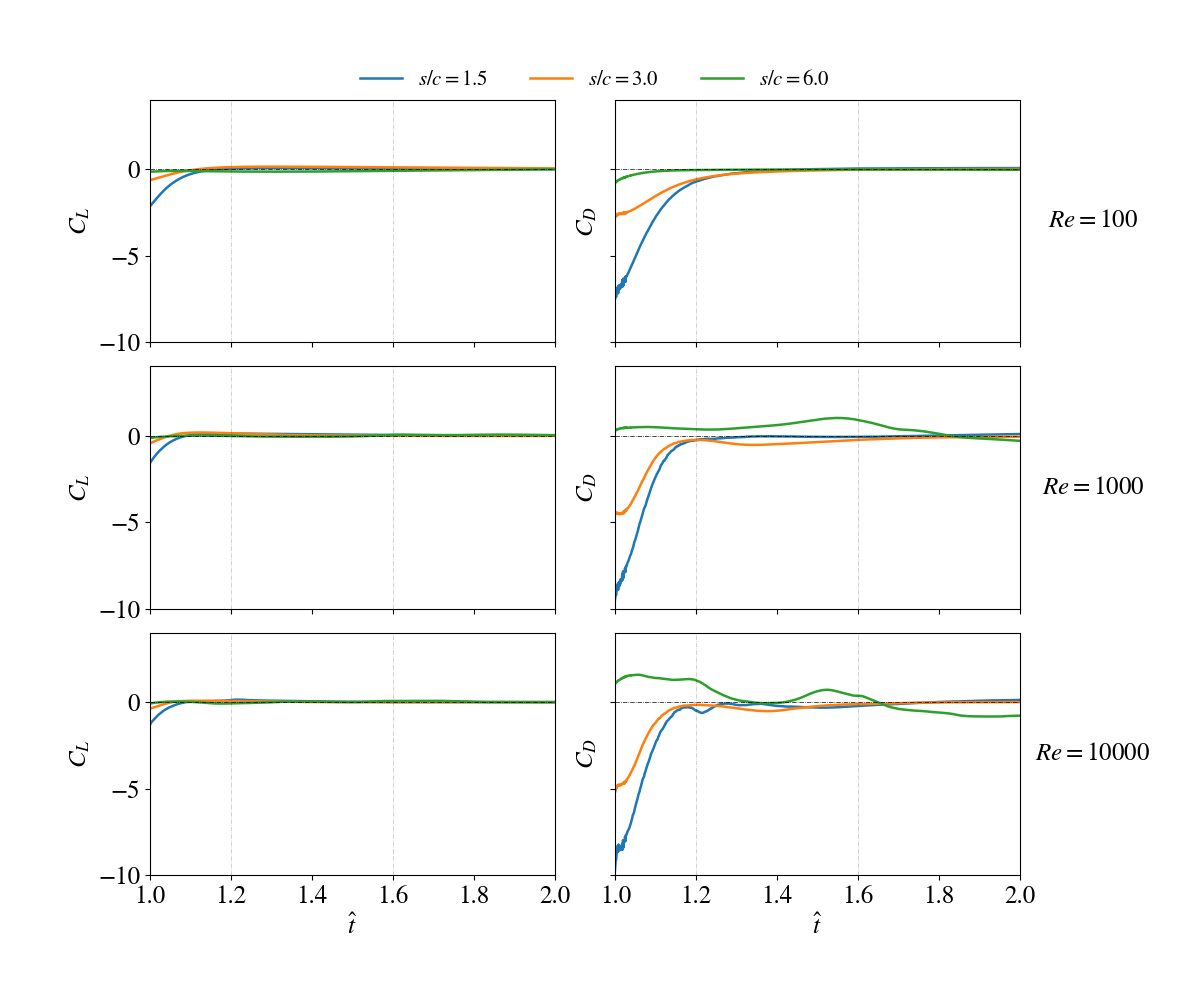 s/c = 1.5 s/c = 3.0 s/c = 6.0
0
−5
−10
C_L
C_D
Re = 100
0
−5
−10
C_L
C_D
Re = 1000
0
−5
−10
C_L
C_D
Re = 10000
1.0 1.2 1.4 1.6 1.8 2.0
1.0 1.2 1.4 1.6 1.8 2.0
t̂
t̂